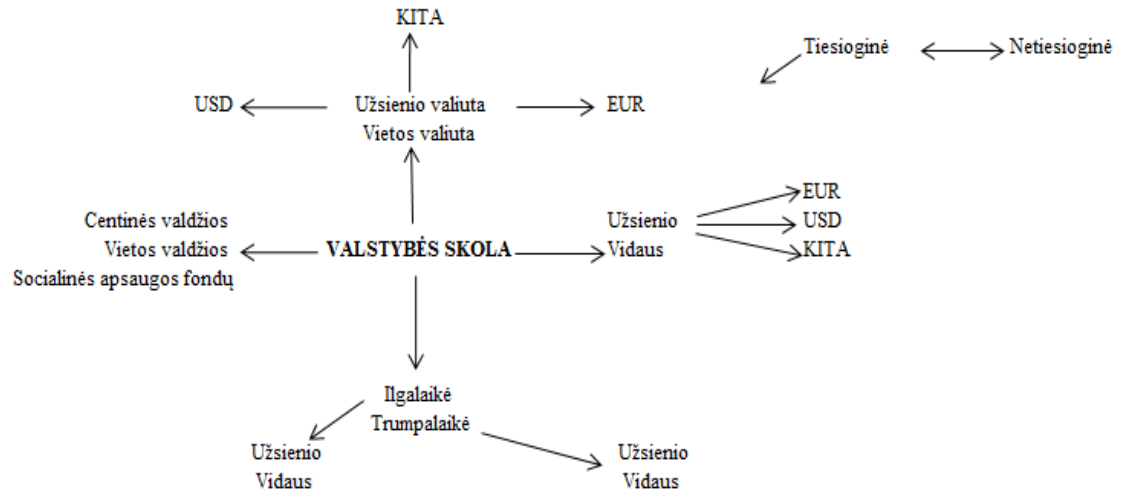 KITA
Tiesioginė Netiesioginė
USD Užsienio valiuta EUR
Vietos valiuta
EUR
Centinės valdžios Užsienio USD
Vietos valdžios VALSTYBĖS SKOLA Vidaus KITA
Socialinės apsaugos fondų
Ilgalaikė
Trumpalaikė
Užsienio Užsienio
Vidaus Vidaus